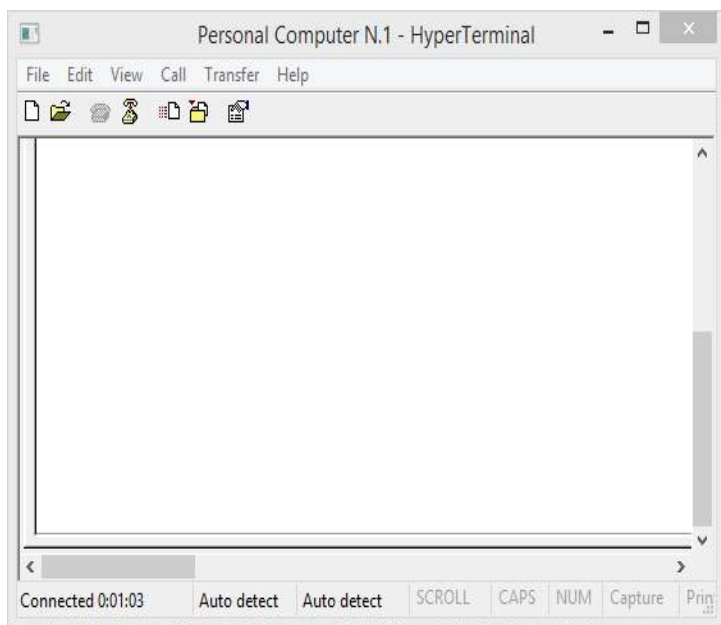 Personal Computer N.1 - HyperTerminal
File Edit View Call Transfer Help
Connected 0:01:03 Auto detect Auto detect SCROLL CAPS NUM Capture Prin